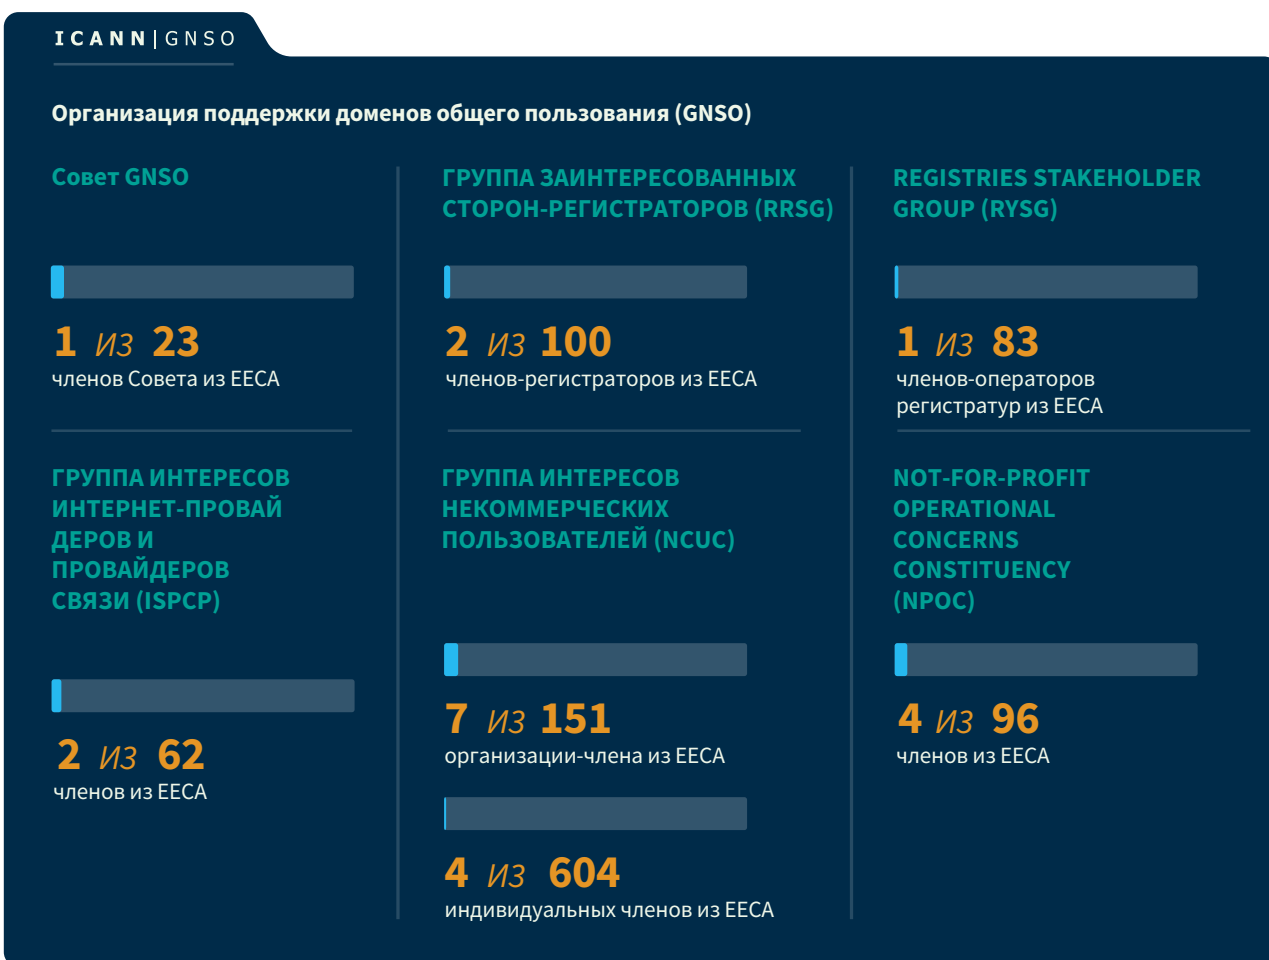 ICANN|GNSO
Организация поддержки доменов общего пользования (GNSO)
Совет GNSO
1 ИЗ 23
членов Совета из EECA
ГРУППА ЗАИНТЕРЕСОВАННЫХ
СТОРОН-РЕГИСТРАТОРОВ (RRSG)
2 ИЗ 100
членов-регистраторов из EECA
REGISTRIES STAKEHOLDER
GROUP (RYSG)
1 ИЗ 83
членов-операторов
регистратур из EECA
ГРУППА ИНТЕРЕСОВ
ИНТЕРНЕТ-ПРОВАЙ
ДЕРОВ И
ПРОВАЙДЕРОВ
СВЯЗИ (ISPCP)
2 ИЗ 62
членов из EECA
ГРУППА ИНТЕРЕСОВ
НЕКОММЕРЧЕСКИХ
ПОЛЬЗОВАТЕЛЕЙ (NCUC)
7 ИЗ 151
организации-члена из EECA
4 ИЗ 604
индивидуальных членов из EECA
NOT-FOR-PROFIT
OPERATIONAL
CONCERNS
CONSTITUENCY
(NPOC)
4 ИЗ 96
членов из EECA